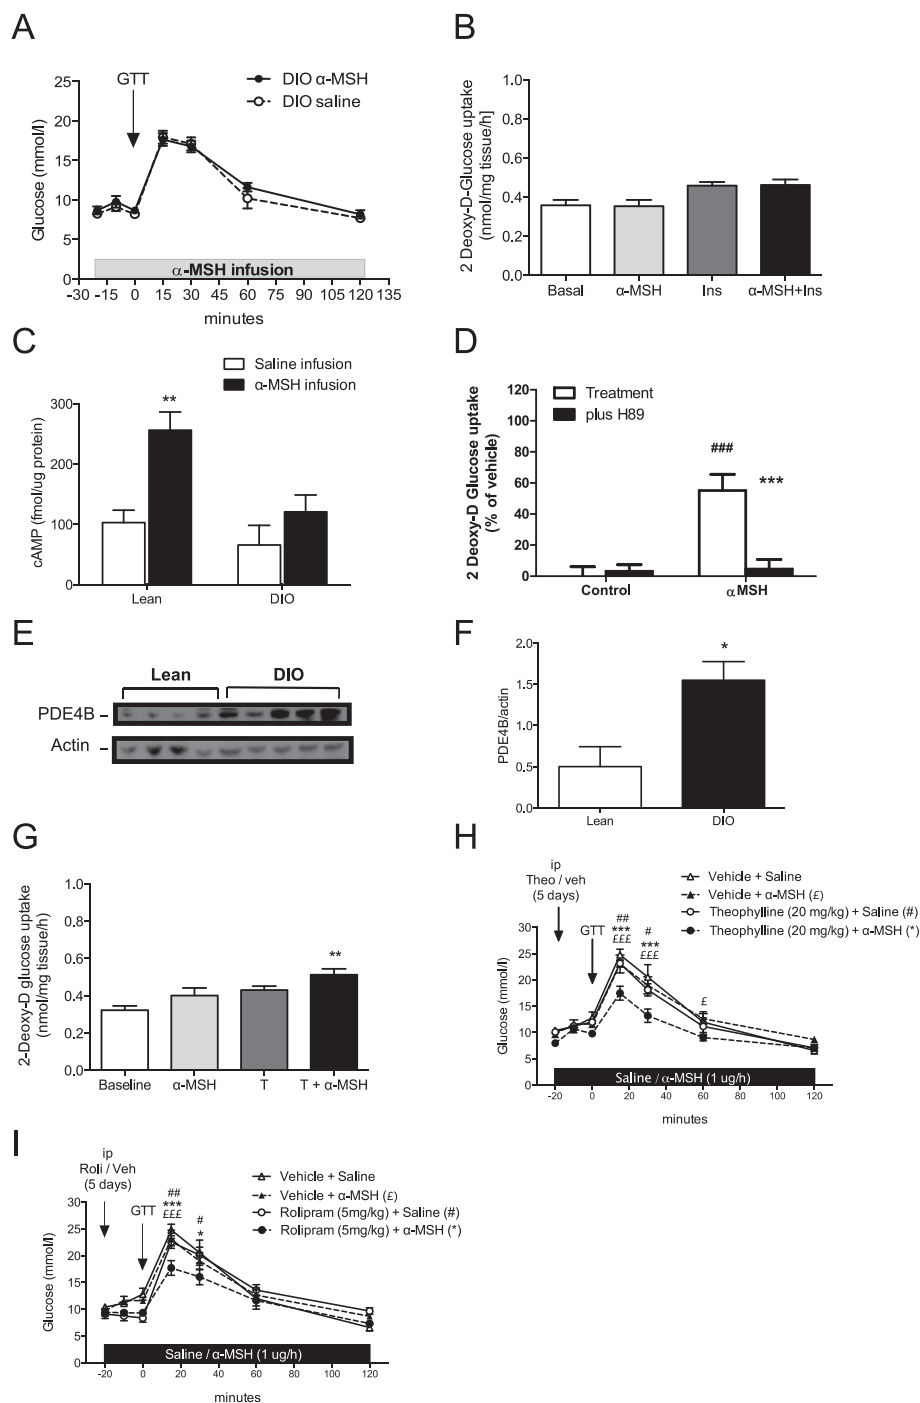 A
GTT
DIO α-MSH
DIO saline
Glucose (mmol/l)
25
20
15
10
5
0
α-MSH infusion
-30 -15 0 15 30 45 60 75 90 105 120 135
minutes
B
2 Deoxy-D-Glucose uptake
(nmol/mg tissue/h]
1.0
0.8
0.6
0.4
0.2
0.0
Basal α-MSH Ins α-MSH+Ins
C
Saline infusion
α-MSH infusion
cAMP (fmol/ug protein)
300
200
100
0
**
Lean DIO
D
2 Deoxy-D Glucose uptake
(% of vehicle)
120
100
80
60
40
20
0
Treatment
plus H89
###
***
Control αMSH
E
Lean DIO
PDE4B
Actin
F
PDE4B/actin
2.0
1.5
1.0
0.5
0.0
*
Lean DIO
G
2-Deoxy-D glucose uptake
(nmol/mg tissue/h)
1.0
0.8
0.6
0.4
0.2
0.0
**
Baseline α-MSH T T + α-MSH
H
ip
Theo / veh
(5 days)
GTT
Vehicle + Saline
Vehicle + α-MSH (£)
Theophylline (20 mg/kg) + Saline (#)
Theophylline (20 mg/kg) + α-MSH (*)
##
***
£££
#
***
£££
£
Glucose (mmol/l)
30
25
20
15
10
5
0
Saline / α-MSH (1 ug/h)
-20 0 20 40 60 80 100 120
minutes
I
ip
Roli / Veh
(5 days)
GTT
Vehicle + Saline
Vehicle + α-MSH (£)
Rolipram (5mg/kg) + Saline (#)
Rolipram (5mg/kg) + α-MSH (*)
##
***
£££
#
*
Glucose (mmol/l)
30
25
20
15
10
5
0
Saline / α-MSH (1 ug/h)
-20 0 20 40 60 80 100 120
minutes